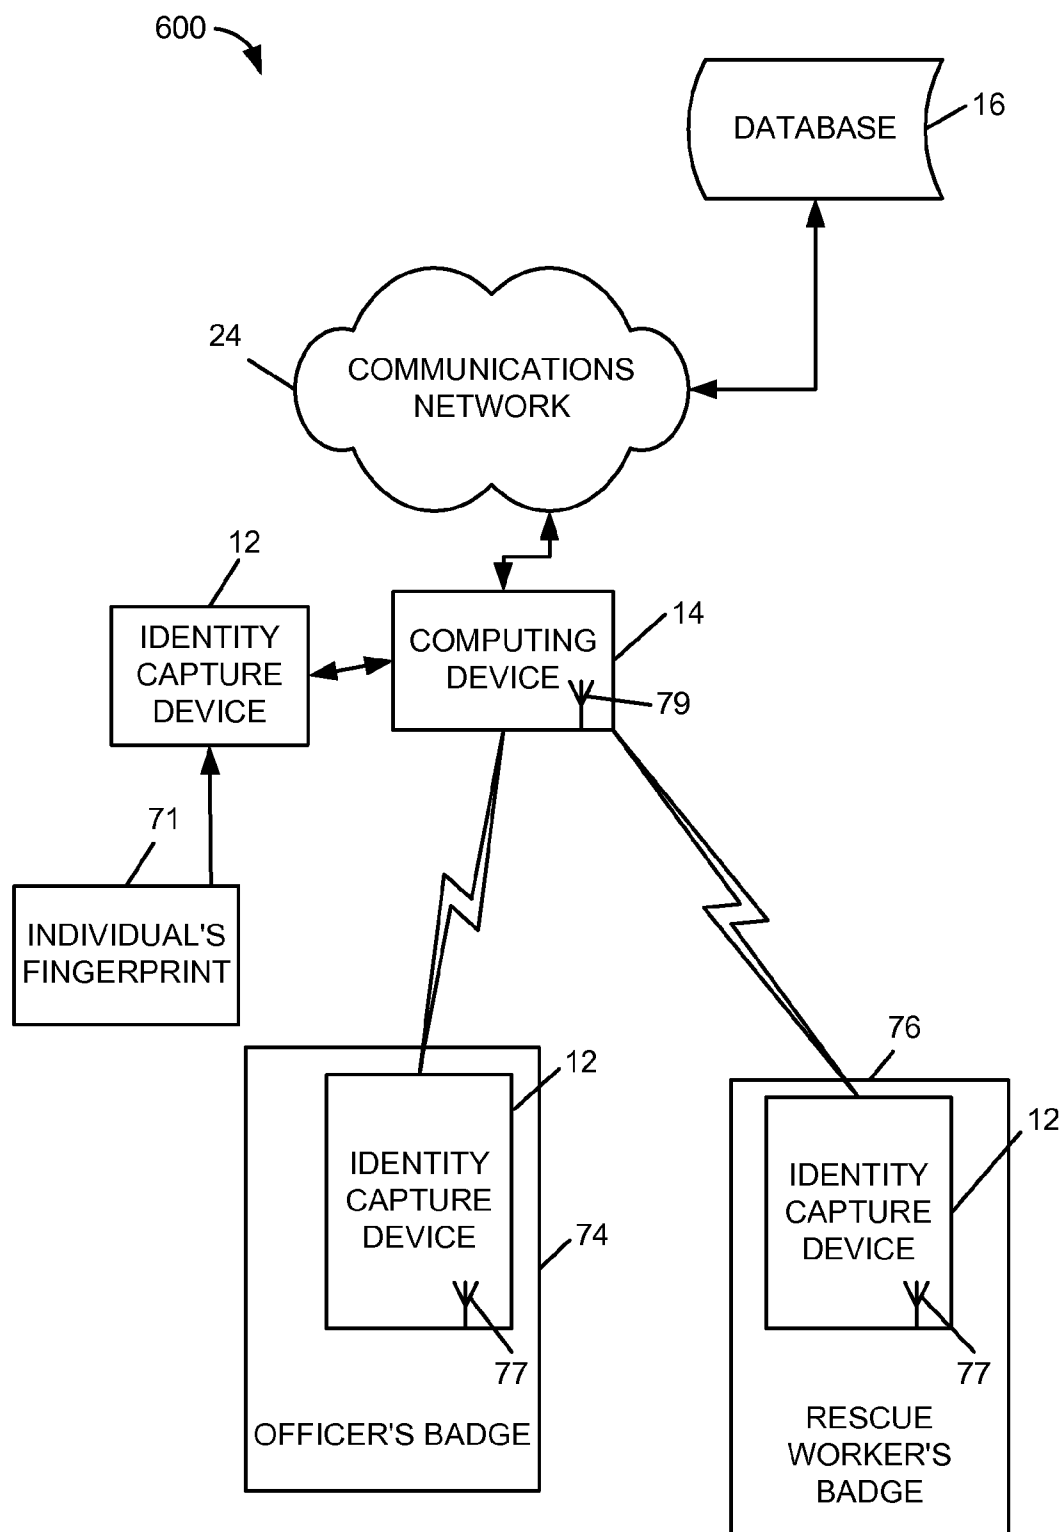 600
DATABASE
16
24
COMMUNICATIONS
NETWORK
12
IDENTITY
CAPTURE
DEVICE
COMPUTING
DEVICE
14
79
71
INDIVIDUAL'S
FINGERPRINT
12
IDENTITY
CAPTURE
DEVICE
74
77
OFFICER'S BADGE
76
12
IDENTITY
CAPTURE
DEVICE
77
RESCUE
WORKER'S
BADGE